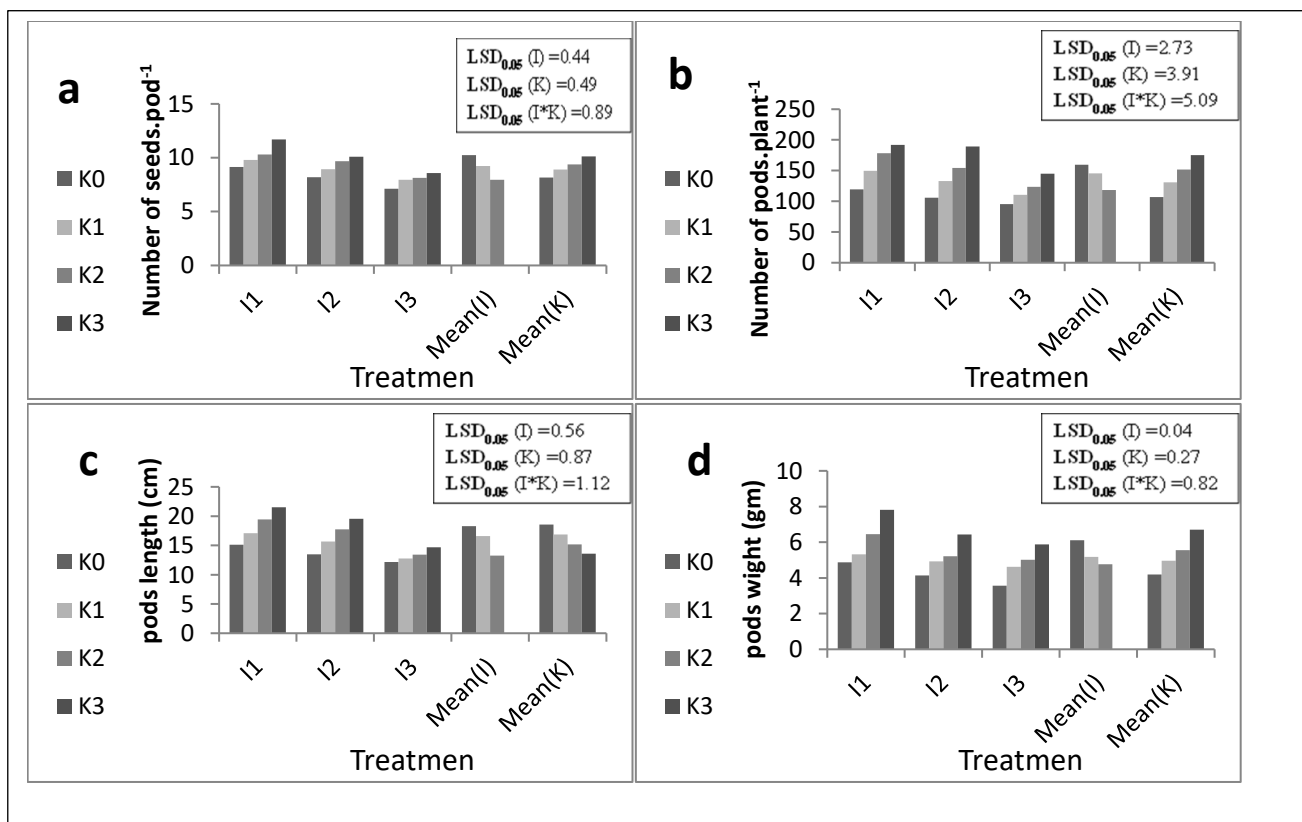 a
LSD0.05 (I) =0.44
LSD0.05 (K) =0.49
LSD0.05 (I*K) =0.89
Number of seeds.pod-1
15
10
5
0
K0
K1
K2
K3
I1
I2
I3
Mean(I)
Mean(K)
Treatmen
b
LSD0.05 (I) =2.73
LSD0.05 (K) =3.91
LSD0.05 (I*K) =5.09
Number of pods.plant-1
250
200
150
100
50
0
K0
K1
K2
K3
I1
I2
I3
Mean(I)
Mean(K)
Treatmen
c
LSD0.05 (I) =0.56
LSD0.05 (K) =0.87
LSD0.05 (I*K) =1.12
pods length (cm)
25
20
15
10
5
0
K0
K1
K2
K3
I1
I2
I3
Mean(I)
Mean(K)
Treatmen
d
LSD0.05 (I) =0.04
LSD0.05 (K) =0.27
LSD0.05 (I*K) =0.82
pods wight (gm)
10
8
6
4
2
0
K0
K1
K2
K3
I1
I2
I3
Mean(I)
Mean(K)
Treatmen